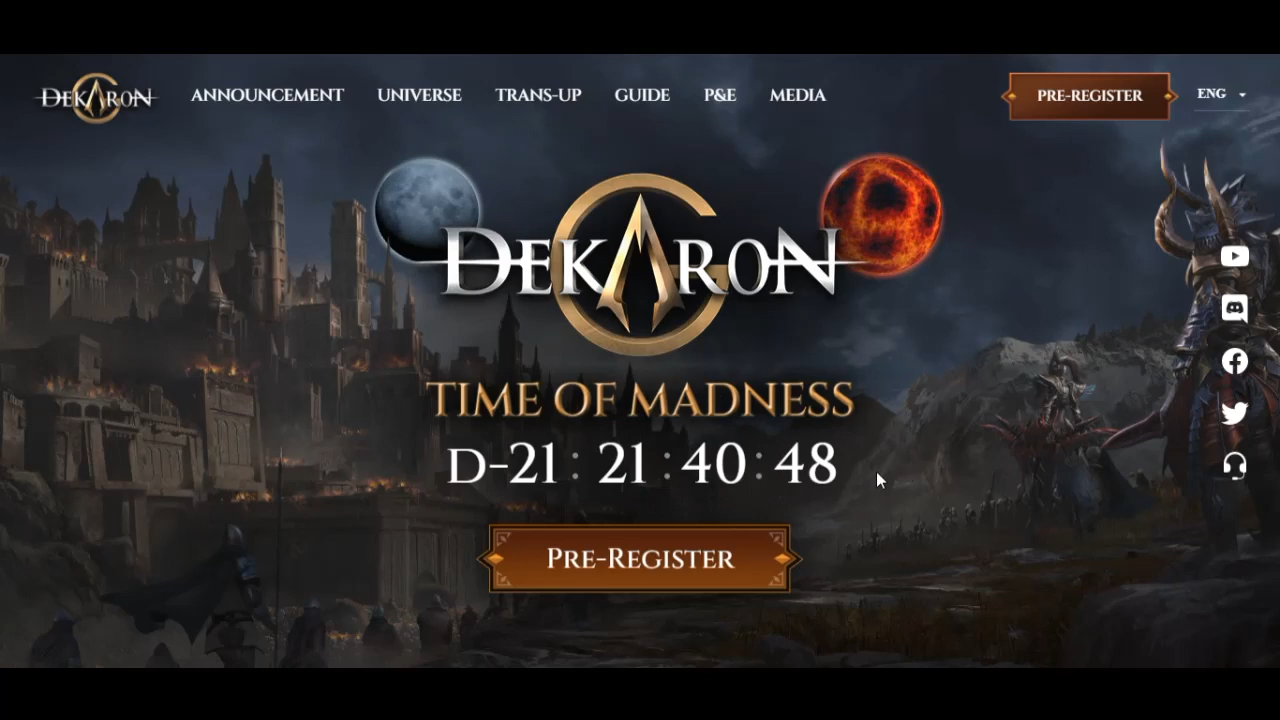 DEKARON
ANNOUNCEMENT UNIVERSE TRANS-UP GUIDE P&E MEDIA
PRE-REGISTER
ENG
DEKARON
G
TIME OF MADNESS
D-21 : 21 : 40 : 48
PRE-REGISTER